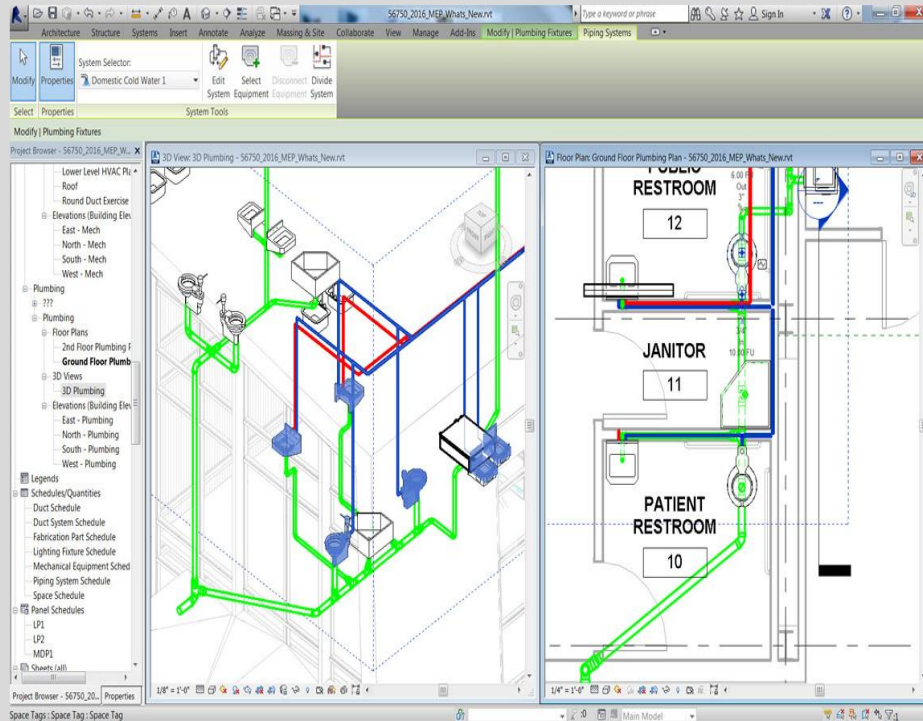 56750_MEP_Whats_New.rvt
Type a keyword or phrase
Sign In
Architecture Structure Systems Insert Annotate Analyze Massing & Site Collaborate View Manage Add-Ins Modify | Plumbing Fixtures Piping Systems
Modify
Properties
System Selector:
Domestic Cold Water 1
Edit System
Select Equipment
Disconnect Equipment
Divide System
Select Properties System Tools
Modify | Plumbing Fixtures
Project Browser - 56750_2016_MEP_W...
Lower Level HVAC Pla
Roof
Round Duct Exercise
Elevations (Building Elev
East - Mech
North - Mech
South - Mech
West - Mech
Plumbing
???
Plumbing
Floor Plans
2nd Floor Plumbing P
Ground Floor Plumb
3D Views
3D Plumbing
Elevations (Building Elev
East - Plumbing
North - Plumbing
South - Plumbing
West - Plumbing
Legends
Schedules/Quantities
Duct Schedule
Duct System Schedule
Fabrication Part Schedule
Lighting Fixture Schedule
Mechanical Equipment Sched
Piping System Schedule
Space Schedule
Panel Schedules
LP1
LP2
MDP1
Sheets (all)
Project Browser - 56750_20... Properties
3D View: 3D Plumbing - 56750_2016_MEP_Whats_New.rvt
1/8" = 1'-0"
Floor Plan: Ground Floor Plumbing Plan - 56750_2016_MEP_Whats_New.rvt
PUBLIC
RESTROOM
12
Out
3"
JANITOR
11
PATIENT
RESTROOM
10
1/4" = 1'-0"
Space Tags : Space Tag : Space Tag
:0
Main Model